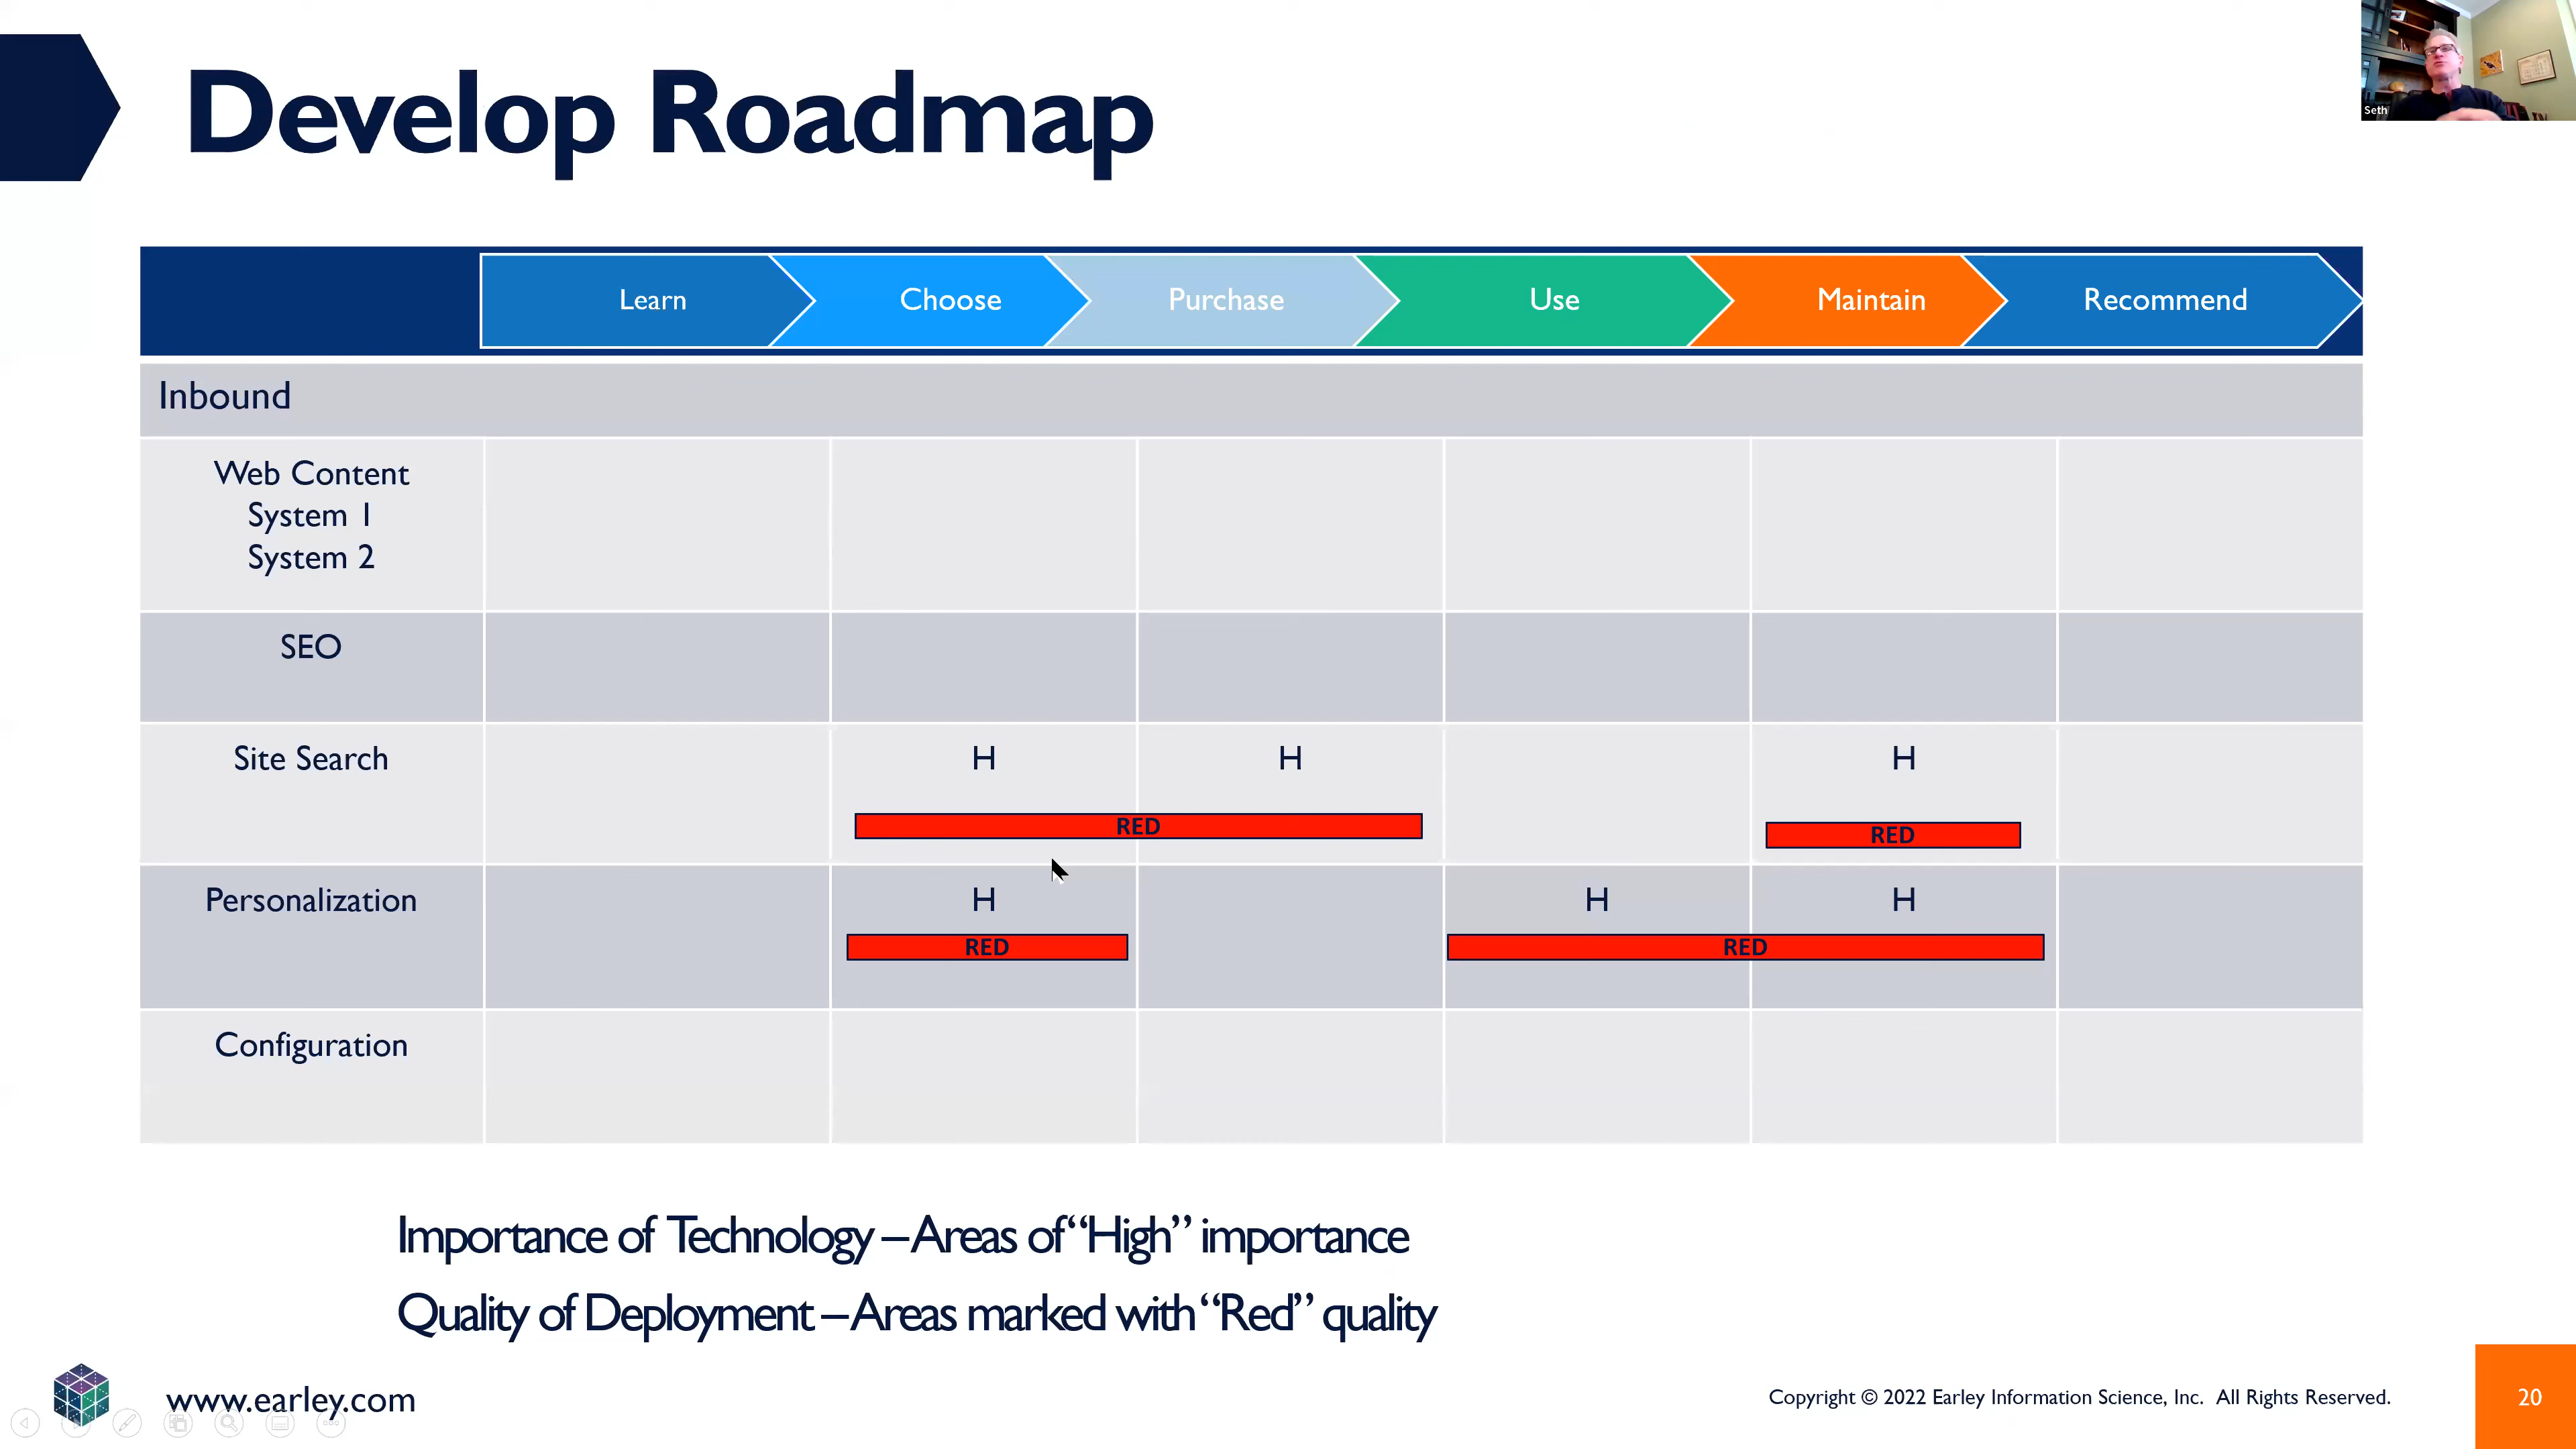 Develop Roadmap
Seth
Learn Choose Purchase Use Maintain Recommend
Inbound
Web Content
System 1
System 2
SEO
Site Search H H H
RED RED
Personalization H H H
RED RED
Configuration
Importance of Technology – Areas of “High” importance
Quality of Deployment – Areas marked with “Red” quality
www.earley.com
Copyright © 2022 Earley Information Science, Inc. All Rights Reserved.
20